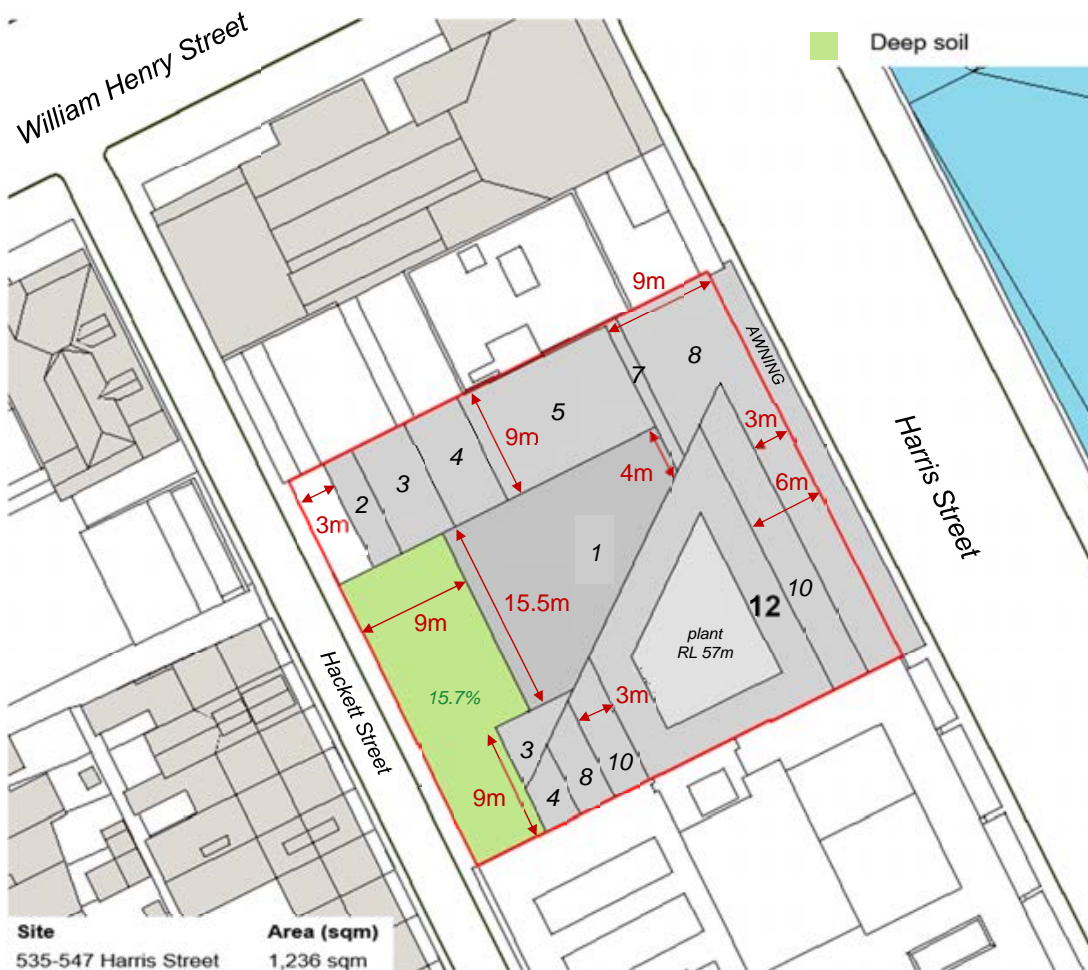 William Henry Street
Deep soil
9m
AWNING
8
7
5
3m
9m
4
3
2
4m
6m
3m
Harris Street
1
15.5m
10
12
9m
plant
RL 57m
Hackett Street
15.7%
3m
3
10
8
9m
4
Site Area (sqm)
535-547 Harris Street 1,236 sqm